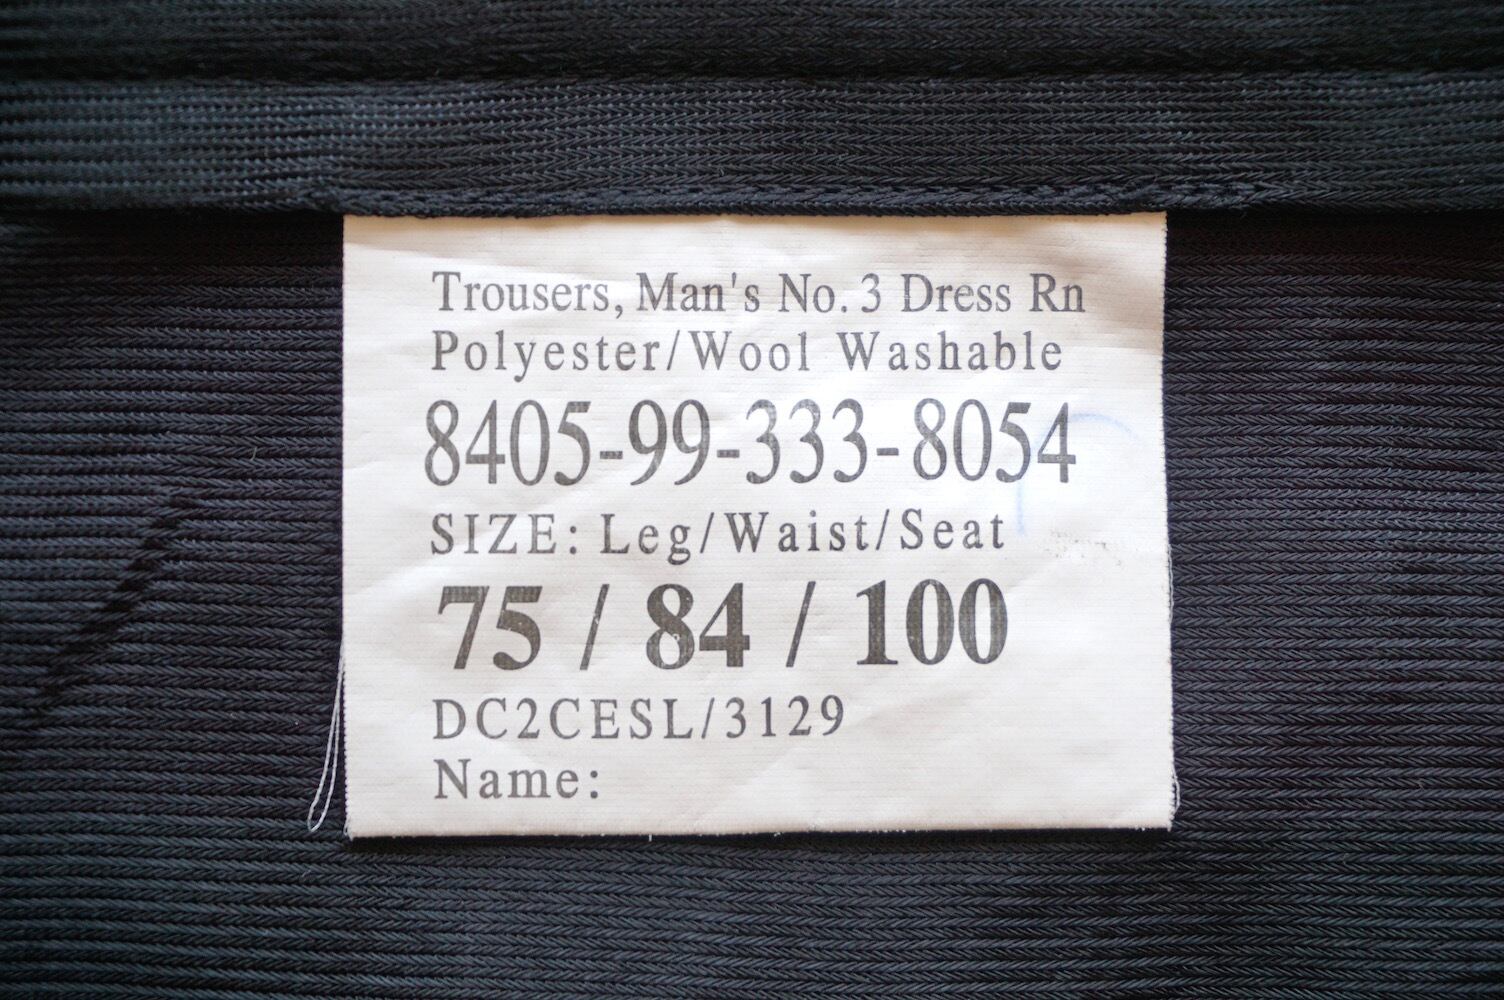 Trousers, Man's No. 3 Dress Rn
Polyester/Wool Washable
8405-99-333-8054
SIZE: Leg/Waist/Seat
75 / 84 / 100
DC2CESL/3129
Name: